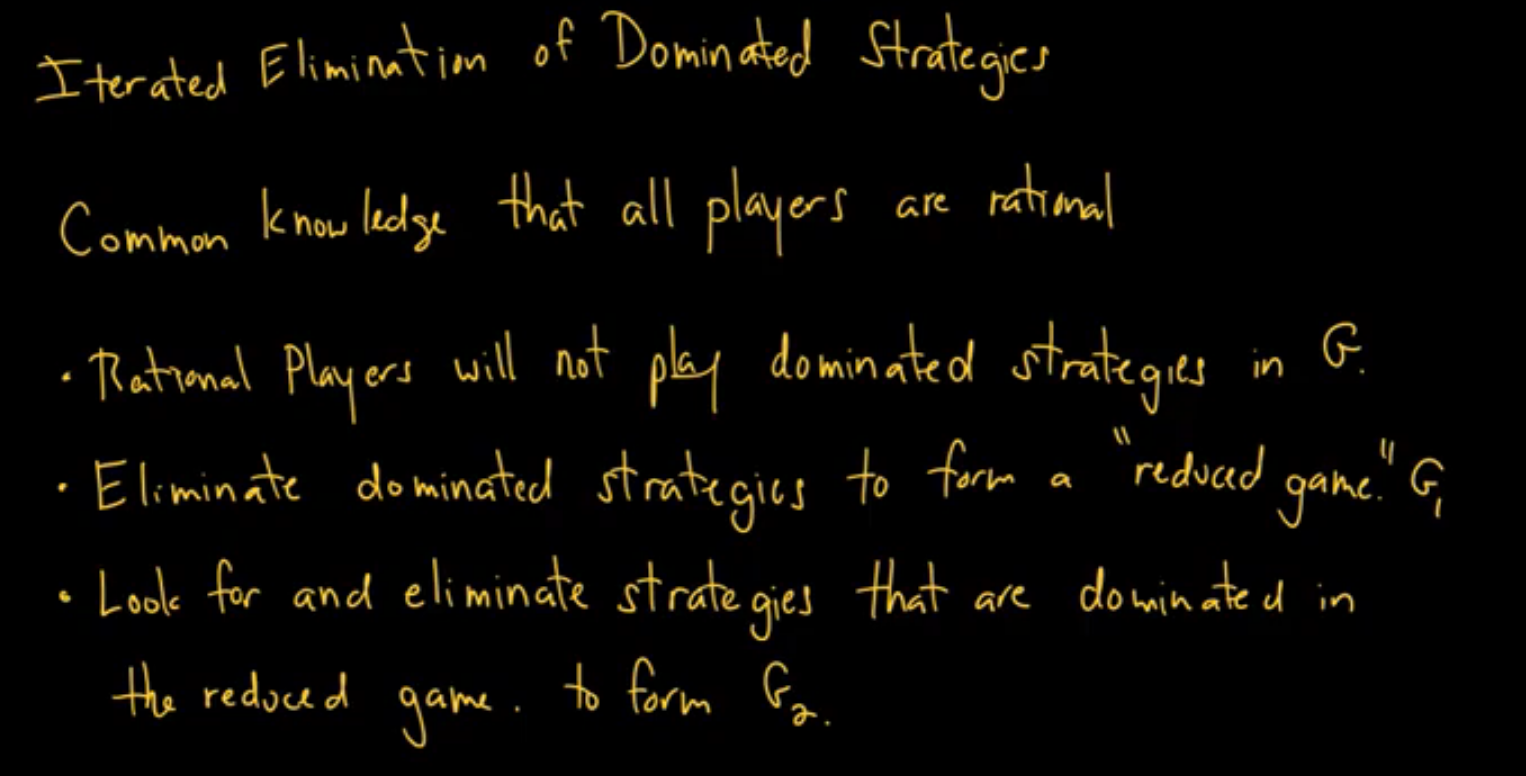 Iterated Elimination of Dominated Strategies
Common knowledge that all players are rational
• Rational Players will not play dominated strategies in G.
• Eliminate dominated strategies to form a "reduced game." G₁
• Look for and eliminate strategies that are dominated in
the reduced game. to form G₂.